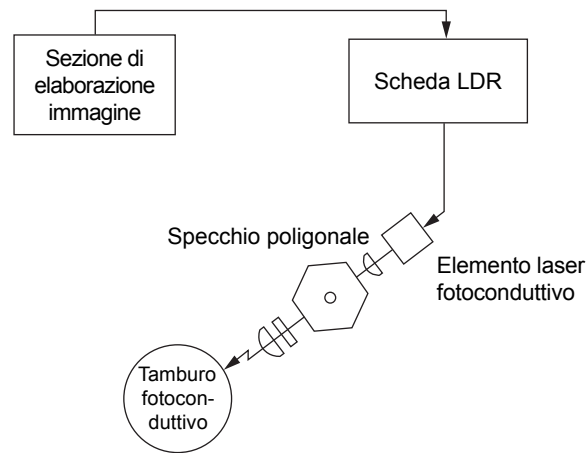 Sezione di
elaborazione
immagine
Scheda LDR
Specchio poligonale
Elemento laser
fotoconduttivo
Tamburo
fotocon-
duttivo